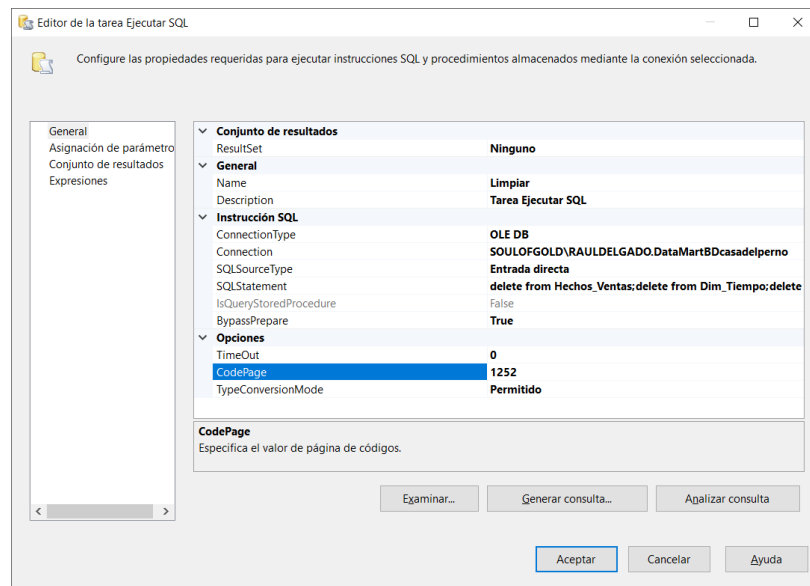 Editor de la tarea Ejecutar SQL
Configure las propiedades requeridas para ejecutar instrucciones SQL y procedimientos almacenados mediante la conexión seleccionada.
General
Asignación de parámetro
Conjunto de resultados
Expresiones
Conjunto de resultados
ResultSet Ninguno
General
Name Limpiar
Description Tarea Ejecutar SQL
Instrucción SQL
ConnectionType OLE DB
Connection SOULOFGOLD\RAULDELGADO.DataMartBDcasadelperno
SQLSourceType Entrada directa
SQLStatement delete from Hechos_Ventas;delete from Dim_Tiempo;delete
IsQueryStoredProcedure False
BypassPrepare True
Opciones
TimeOut 0
CodePage 1252
TypeConversionMode Permitido
CodePage
Especifica el valor de página de códigos.
Examinar... Generar consulta... Analizar consulta
Aceptar Cancelar Ayuda